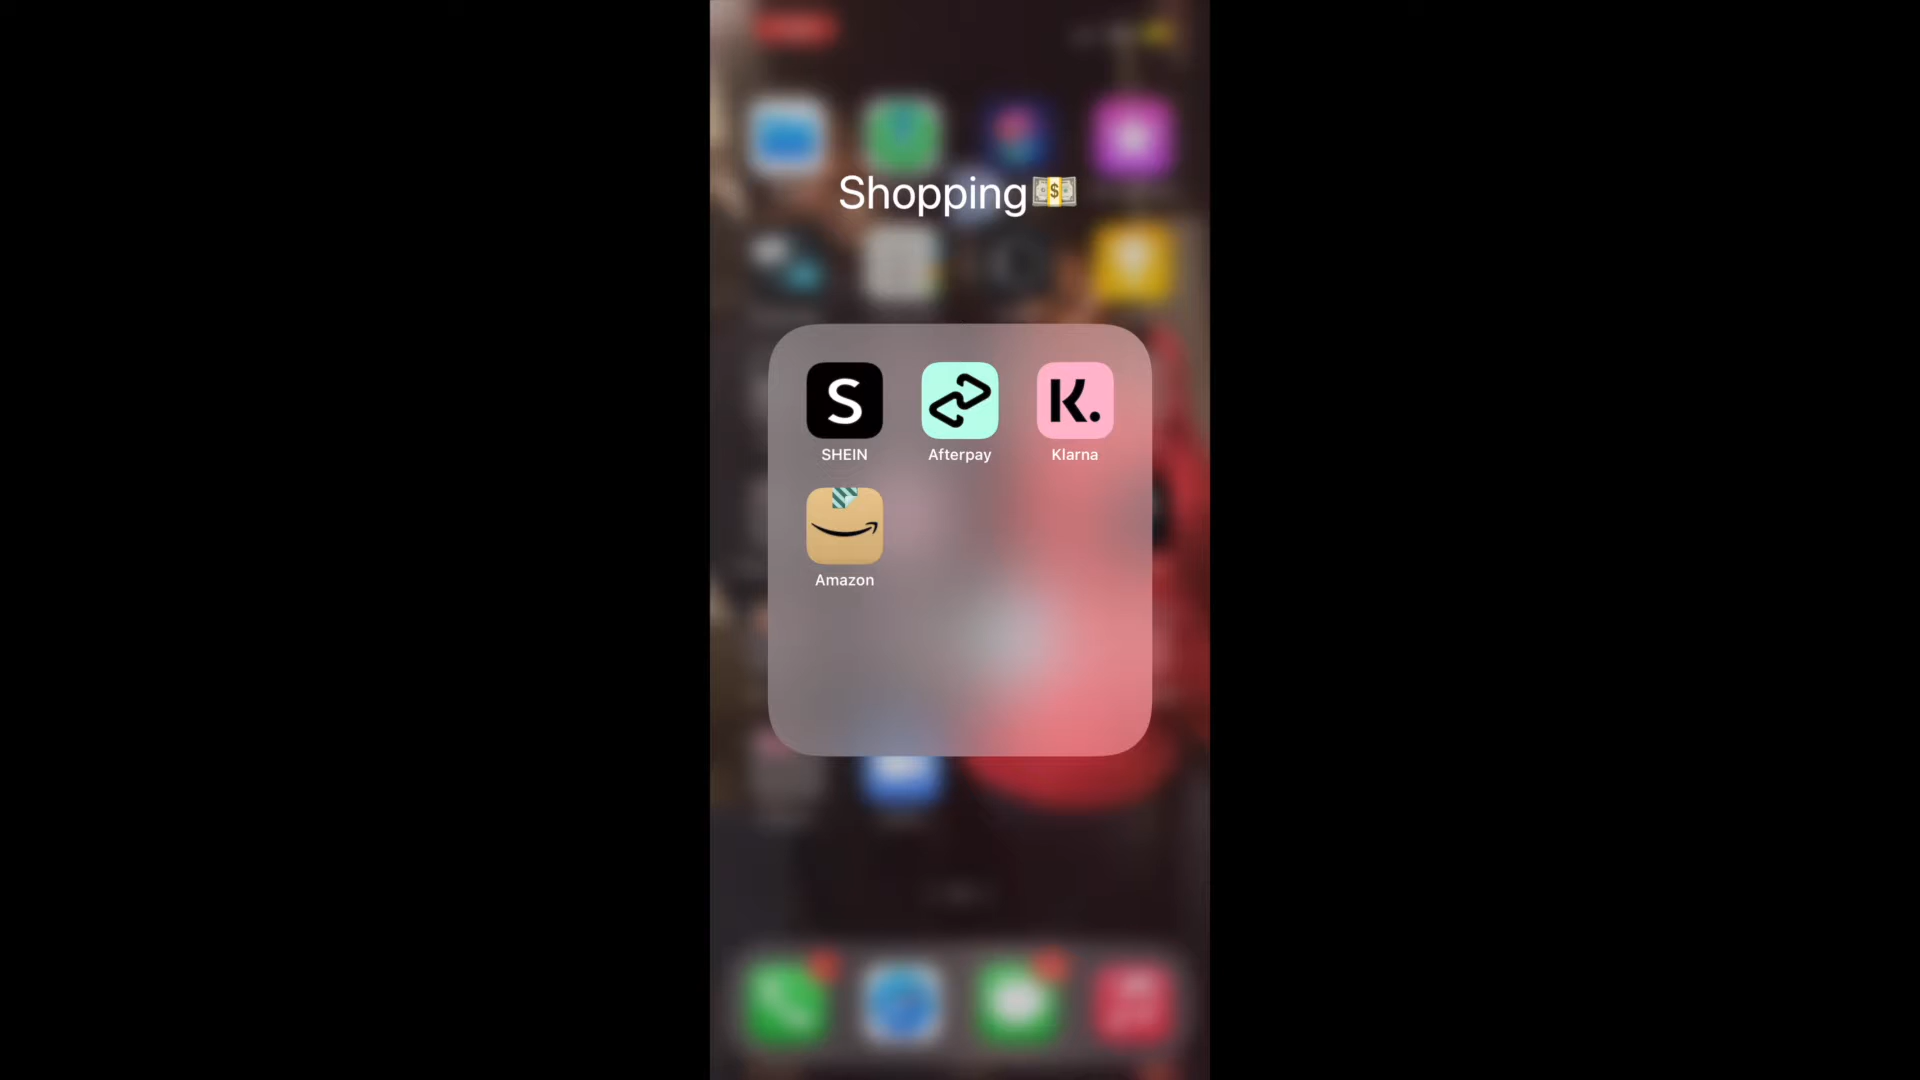 Shopping💵
S
K.
SHEIN
Afterpay
Klarna
Amazon